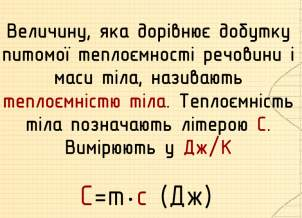 Величину, яка дорівнює добутку
питомої теплоємності речовини і
маси тіла, називають
теплоємністю тіла. Теплоємність
тіла позначають літерою С.
Вимірюють у Дж/К
С=m·c (Дж)